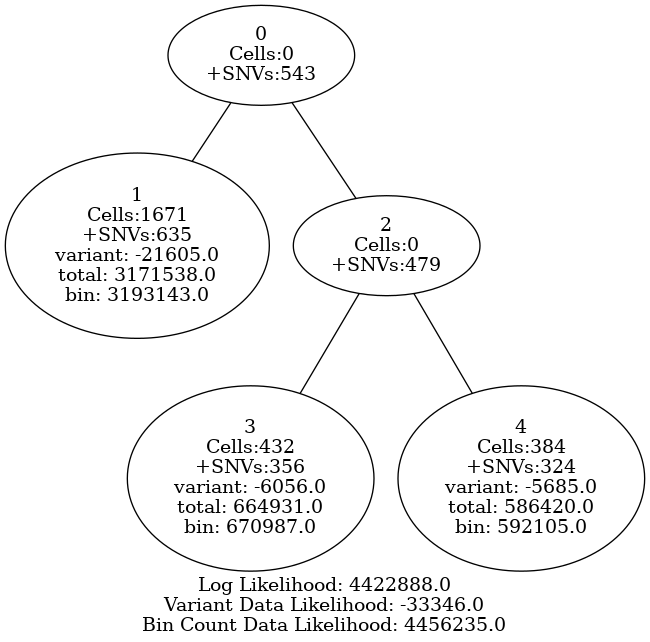 0
Cells:0
+SNVs:543
1
Cells:1671
+SNVs:635
variant: -21605.0
total: 3171538.0
bin: 3193143.0
2
Cells:0
+SNVs:479
3
Cells:432
+SNVs:356
variant: -6056.0
total: 664931.0
bin: 670987.0
4
Cells:384
+SNVs:324
variant: -5685.0
total: 586420.0
bin: 592105.0
Log Likelihood: 4422888.0
Variant Data Likelihood: -33346.0
Bin Count Data Likelihood: 4456235.0